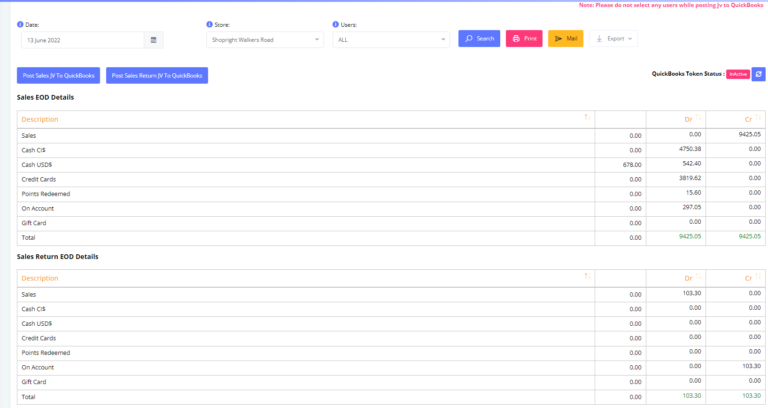 Note: Please do not select any users while posting Jv to QuickBooks
Date: Store: Users:
13 June 2022 Shopright Walkers Road ALL Search Print Mail Export
Post Sales JV To QuickBooks Post Sales Return JV To QuickBooks QuickBooks Token Status : InActive
Sales EOD Details
Description Dr Cr
Sales 0.00 0.00 9425.05
Cash CI$ 0.00 4750.38 0.00
Cash USD$ 678.00 542.40 0.00
Credit Cards 0.00 3819.62 0.00
Points Redeemed 0.00 15.60 0.00
On Account 0.00 297.05 0.00
Gift Card 0.00 0.00 0.00
Total 0.00 9425.05 9425.05
Sales Return EOD Details
Description Dr Cr
Sales 0.00 103.30 0.00
Cash CI$ 0.00 0.00 0.00
Cash USD$ 0.00 0.00 0.00
Credit Cards 0.00 0.00 0.00
Points Redeemed 0.00 0.00 0.00
On Account 0.00 0.00 103.30
Gift Card 0.00 0.00 0.00
Total 0.00 103.30 103.30